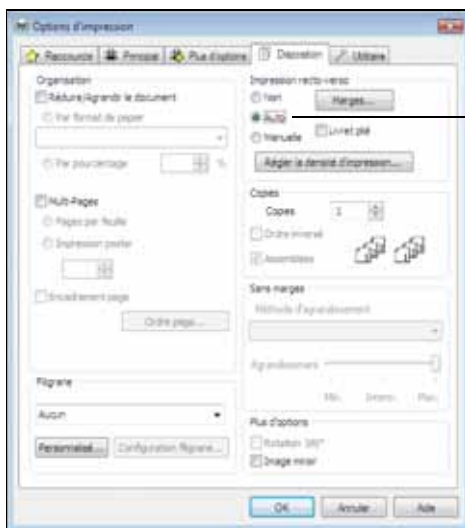 Options d'impression
Raccourcis Principal Plus d'options Disposition Utilitaire
Organisation
Réduire/Agrandir le document
Par format de papier
Par pourcentage %
Multi-Pages
Pages par feuille
Impression poster
Encadrement page
Ordre page...
Filigrane
Aucun
Personnalisé... Configuration filigrane...
Impression recto-verso
Non Marges...
Auto
Manuelle Livret plié
Régler la densité d'impression...
Copies
Copies 1
Ordre inversé
Assemblées
Sans marges
Méthode d'agrandissement
Agrandissement
Min. Interm. Max.
Plus d'options
Rotation 180°
Image miroir
OK Annuler Aide